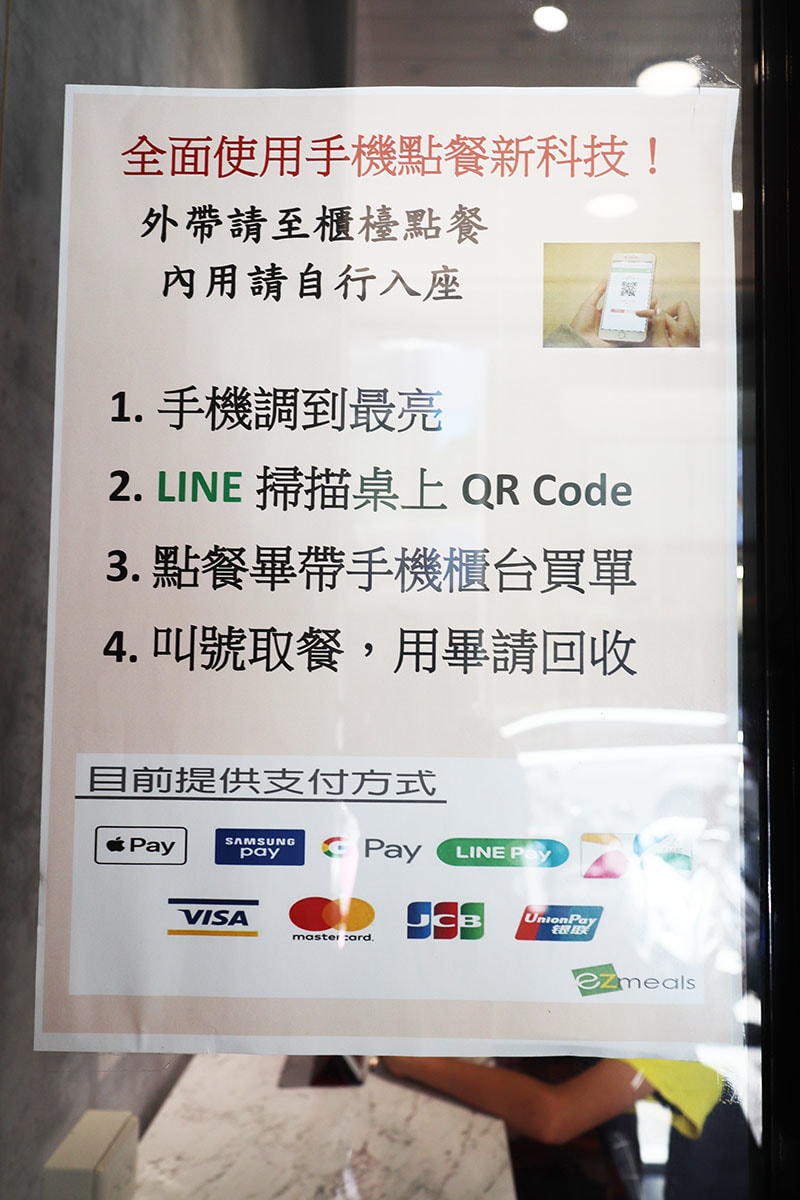 全面使用手機點餐新科技！
外帶請至櫃檯點餐
內用請自行入座
1. 手機調到最亮
2. LINE 掃描桌上 QR Code
3. 點餐畢帶手機櫃台買單
4. 叫號取餐，用畢請回收
目前提供支付方式
Pay SAMSUNG pay G Pay LINE Pay
VISA mastercard. JCB UnionPay 银联
ezmeals